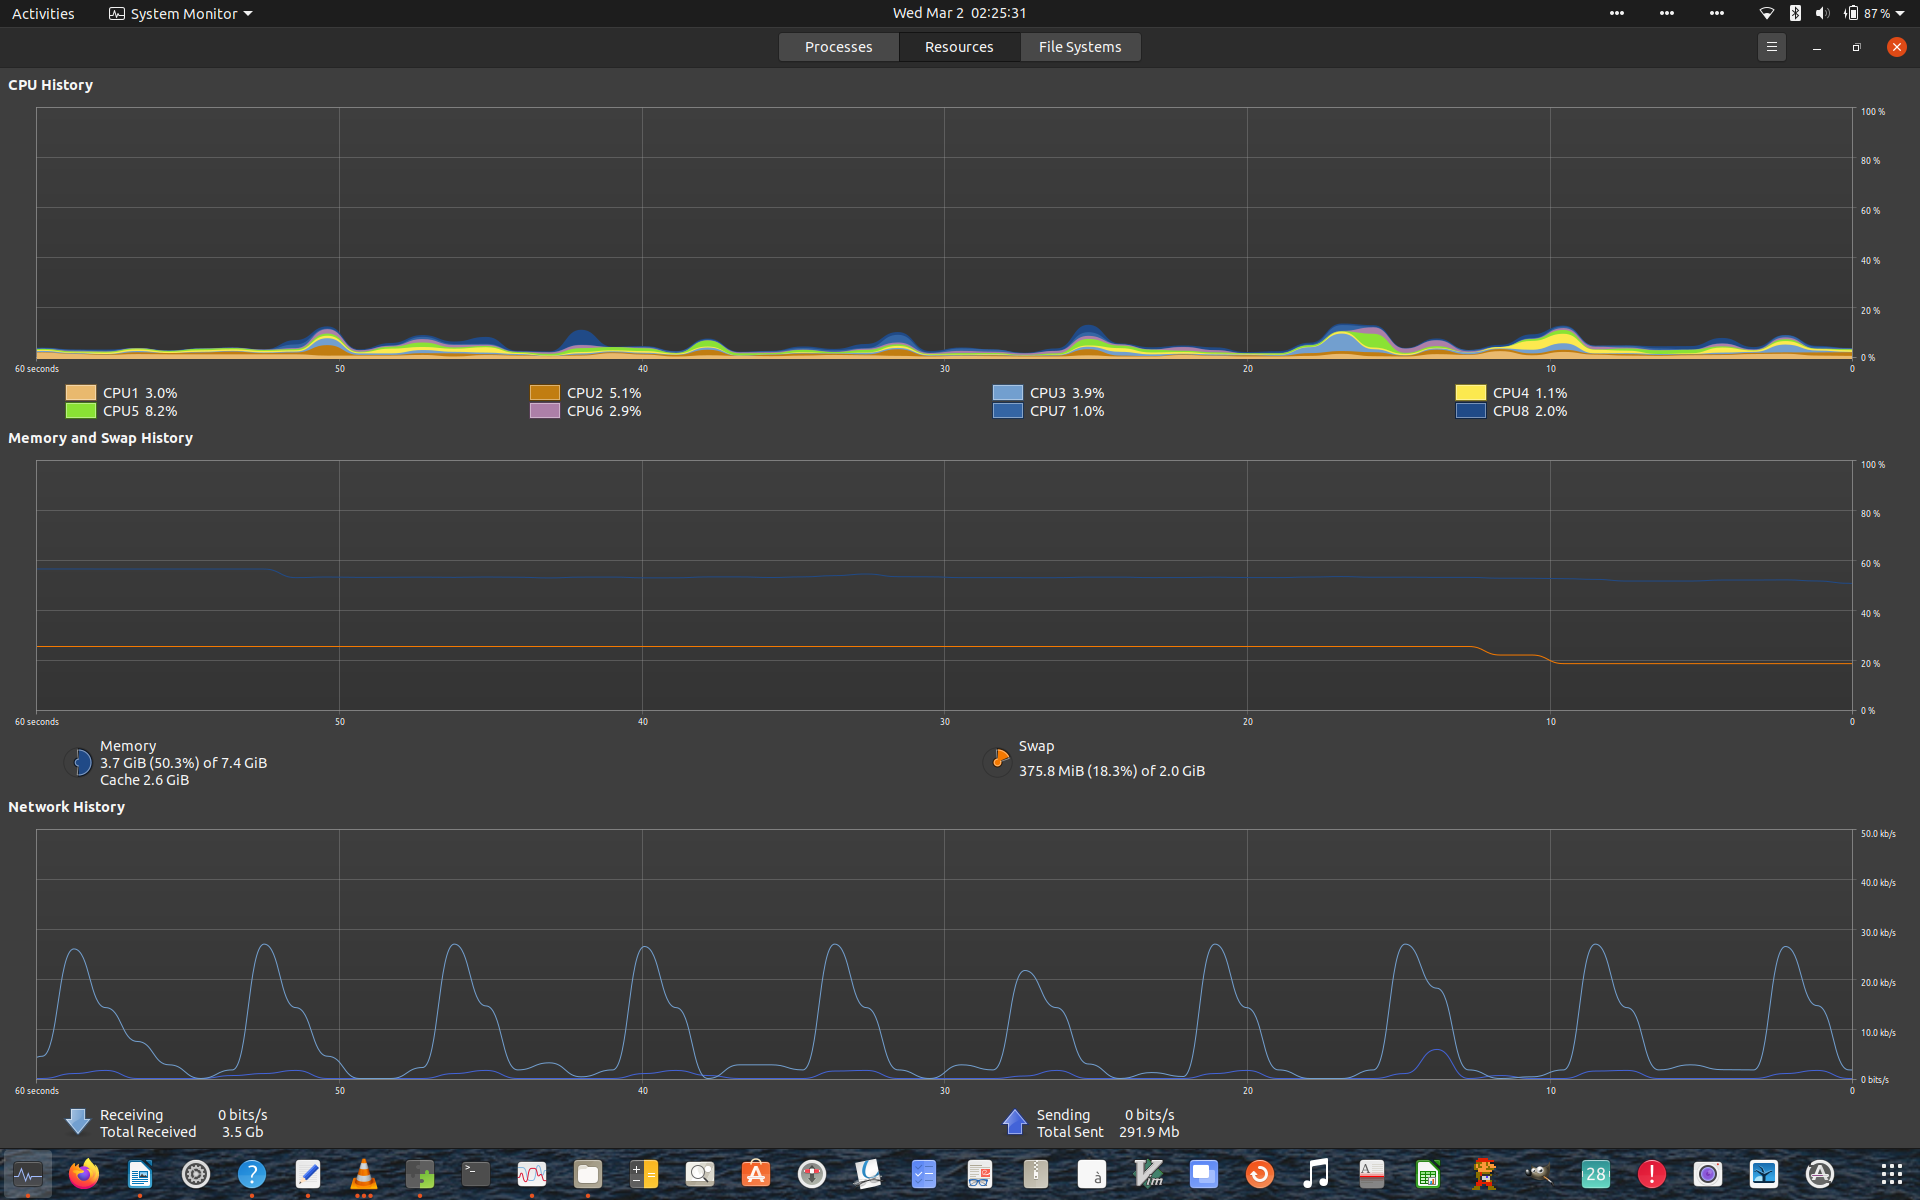 Activities System Monitor Wed Mar 2 02:25:31 87 %
Processes Resources File Systems
CPU History
100 %
80 %
60 %
40 %
20 %
0 %
60 seconds 50 40 30 20 10 0
CPU1 3.0% CPU2 5.1% CPU3 3.9% CPU4 1.1%
CPU5 8.2% CPU6 2.9% CPU7 1.0% CPU8 2.0%
Memory and Swap History
100 %
80 %
60 %
40 %
20 %
0 %
60 seconds 50 40 30 20 10 0
Memory
3.7 GiB (50.3%) of 7.4 GiB
Cache 2.6 GiB
Swap
375.8 MiB (18.3%) of 2.0 GiB
Network History
50.0 kb/s
40.0 kb/s
30.0 kb/s
20.0 kb/s
10.0 kb/s
0 bits/s
60 seconds 50 40 30 20 10 0
Receiving 0 bits/s
Total Received 3.5 Gb
Sending 0 bits/s
Total Sent 291.9 Mb
? >_ à Vim A 28 !